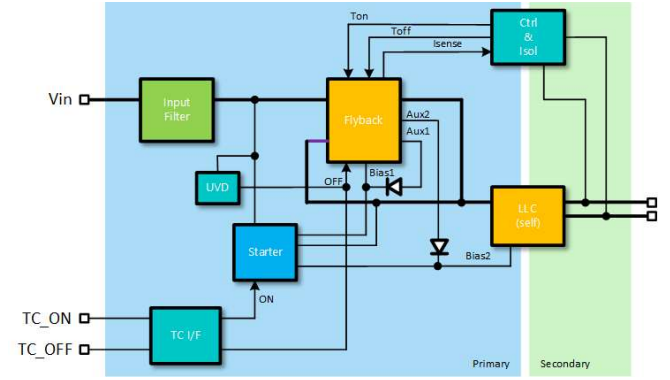 Ton
Toff
Isense
Ctrl
&
Isol
Vin
Input
Filter
Flyback
Aux2
Aux1
UVD
OFF
Bias1
LLC
(self)
Starter
Bias2
ON
TC_ON
TC I/F
TC_OFF
Primary
Secondary